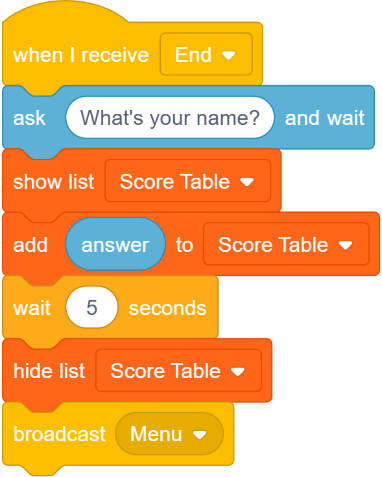 when I receive End
ask What's your name? and wait
show list Score Table
add answer to Score Table
wait 5 seconds
hide list Score Table
broadcast Menu